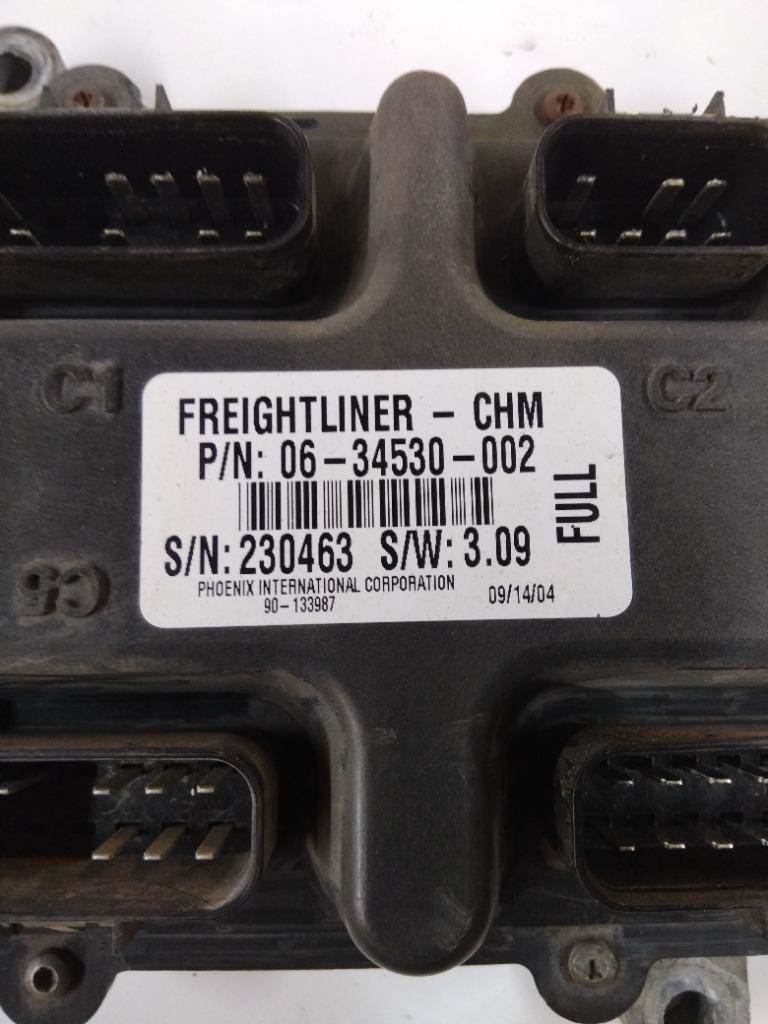 C1
C2
FREIGHTLINER – CHM
P/N: 06–34530–002
FULL
S/N: 230463 S/W: 3.09
PHOENIX INTERNATIONAL CORPORATION
90–133987 09/14/04
C5